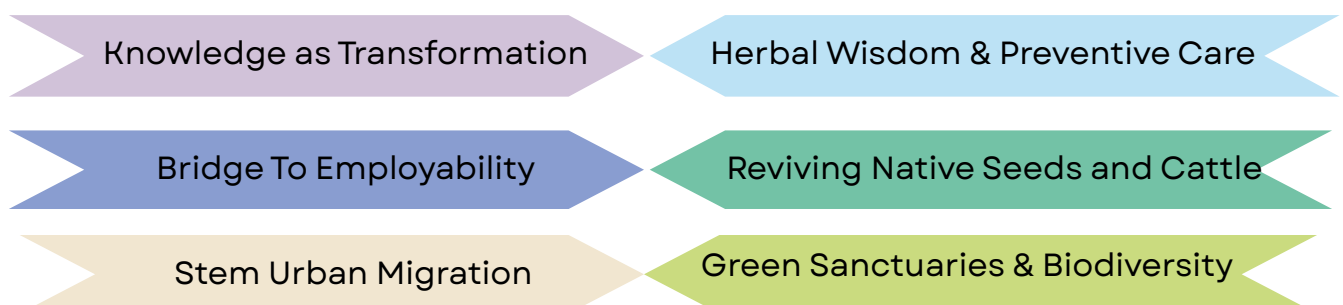 Knowledge as Transformation
Herbal Wisdom & Preventive Care
Bridge To Employability
Reviving Native Seeds and Cattle
Stem Urban Migration
Green Sanctuaries & Biodiversity